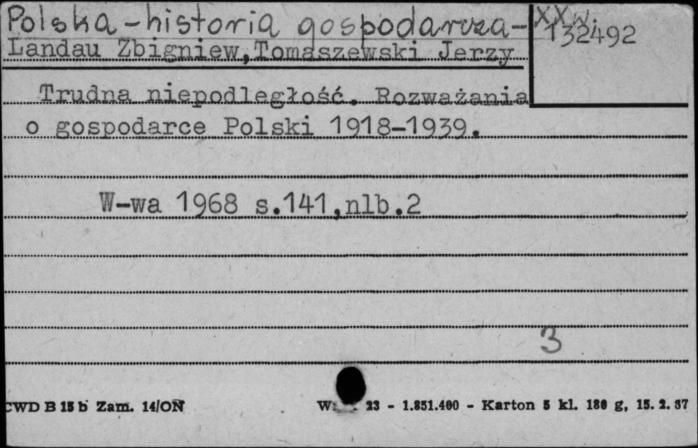 Polska-historia gospodarcza- XXw.
132492
Landau Zbigniew,Tomaszewski Jerzy
Trudna niepodległość. Rozważania
o gospodarce Polski 1918-1939.
W-wa 1968 s.141,nlb.2
3
CWD B 15 b Zam. 14/ON 23 - 1.851.400 - Karton 5 kl. 180 g, 15. 2. 67